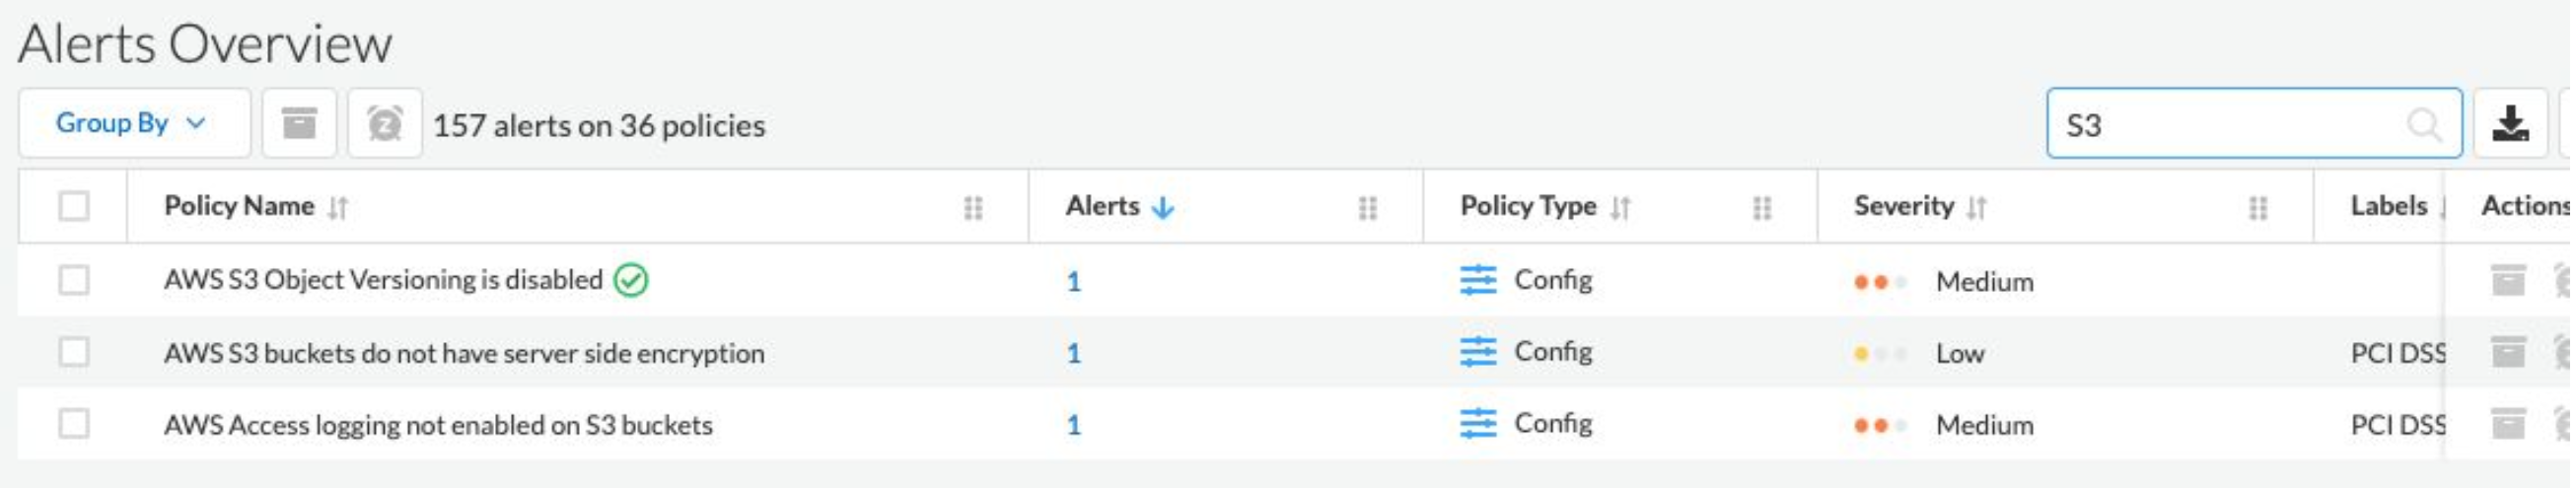 Alerts Overview
Group By 157 alerts on 36 policies S3
Policy Name Alerts Policy Type Severity Labels Actions
AWS S3 Object Versioning is disabled 1 Config Medium
AWS S3 buckets do not have server side encryption 1 Config Low PCI DSS
AWS Access logging not enabled on S3 buckets 1 Config Medium PCI DSS